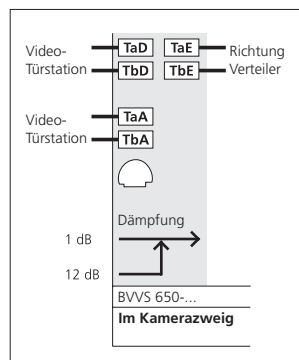 Video-
Türstation
TaD
TbD
TaE
TbE
Richtung
Verteiler
Video-
Türstation
TaA
TbA
Dämpfung
1 dB
12 dB
BVVS 650-...
Im Kamerazweig